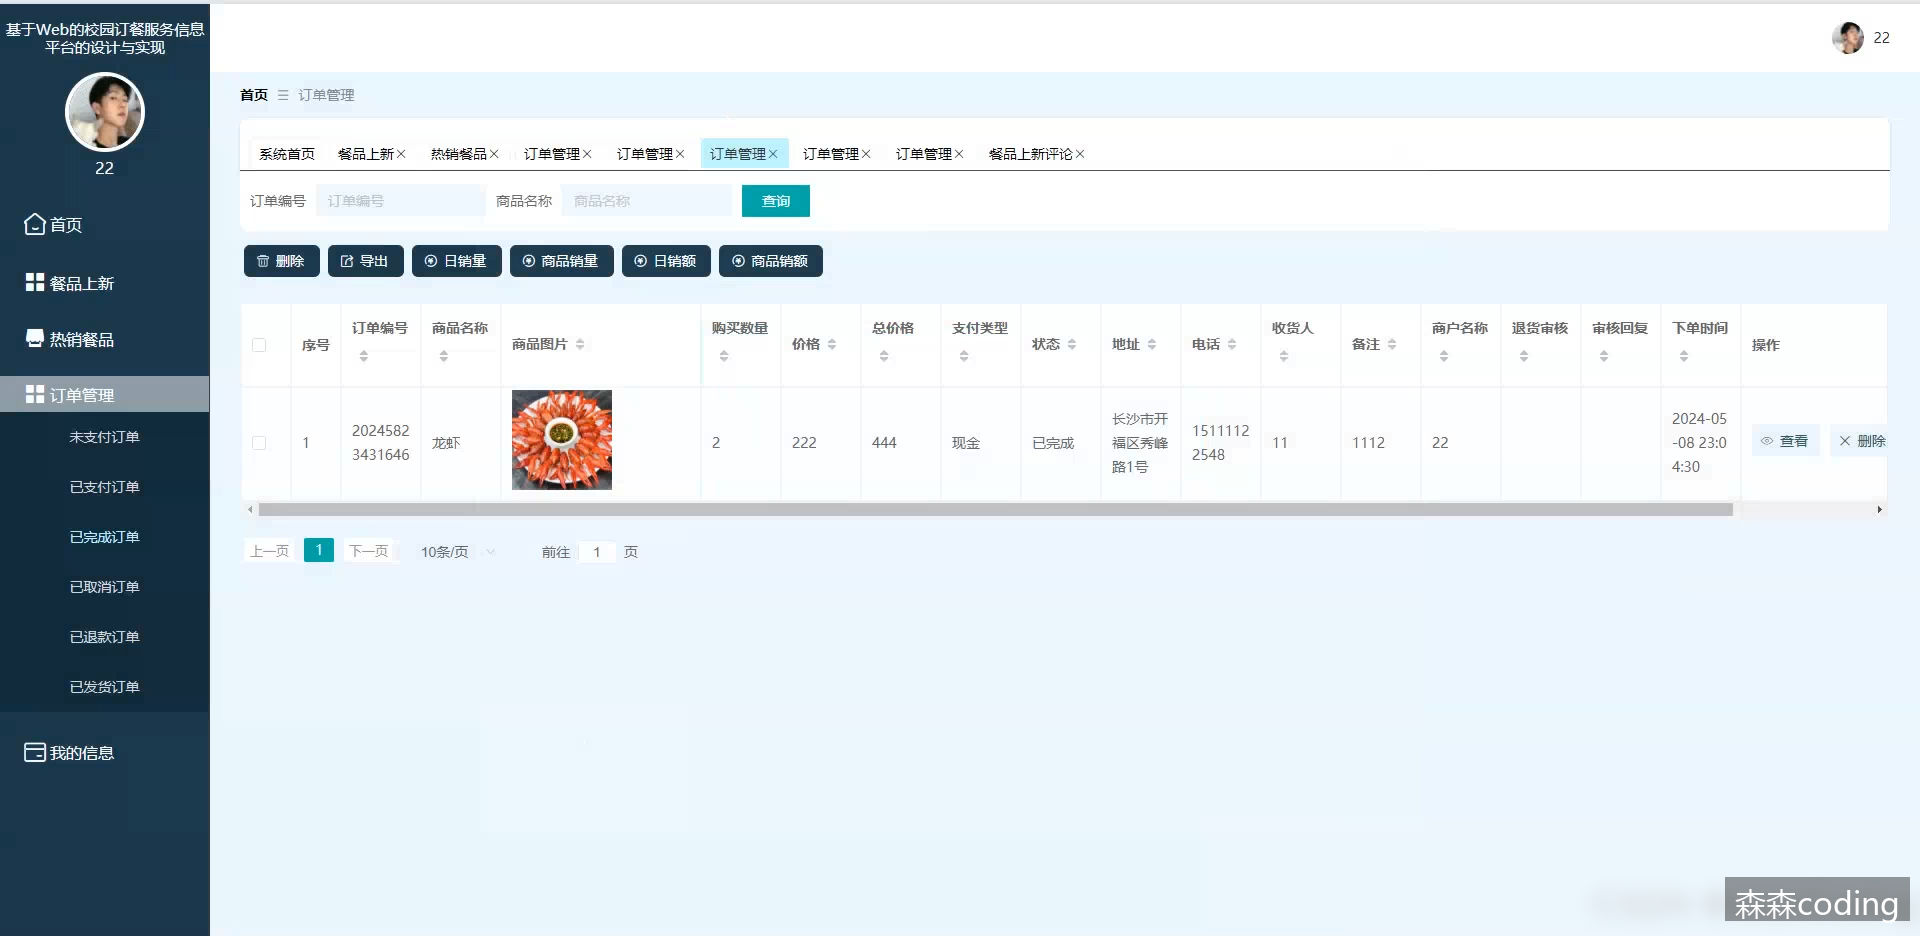 基于Web的校园订餐服务信息
平台的设计与实现
22
22
首页
餐品上新
热销餐品
订单管理
未支付订单
已支付订单
已完成订单
已取消订单
已退款订单
已发货订单
我的信息
首页 订单管理
系统首页 餐品上新 热销餐品 订单管理 订单管理 订单管理 订单管理 订单管理 餐品上新评论
订单编号 订单编号 商品名称 商品名称 查询
删除 导出 日销量 商品销量 日销额 商品销额
序号 订单编号 商品名称 商品图片 购买数量 价格 总价格 支付类型 状态 地址 电话 收货人 备注 商户名称 退货审核 审核回复 下单时间 操作
1
2024582
3431646
龙虾
2
222
444
现金
已完成
长沙市开
福区秀峰
路1号
1511112
2548
11
1112
22
2024-05
-08 23:0
4:30
查看 删除
上一页 1 下一页 10条/页 前往 1 页
森森coding